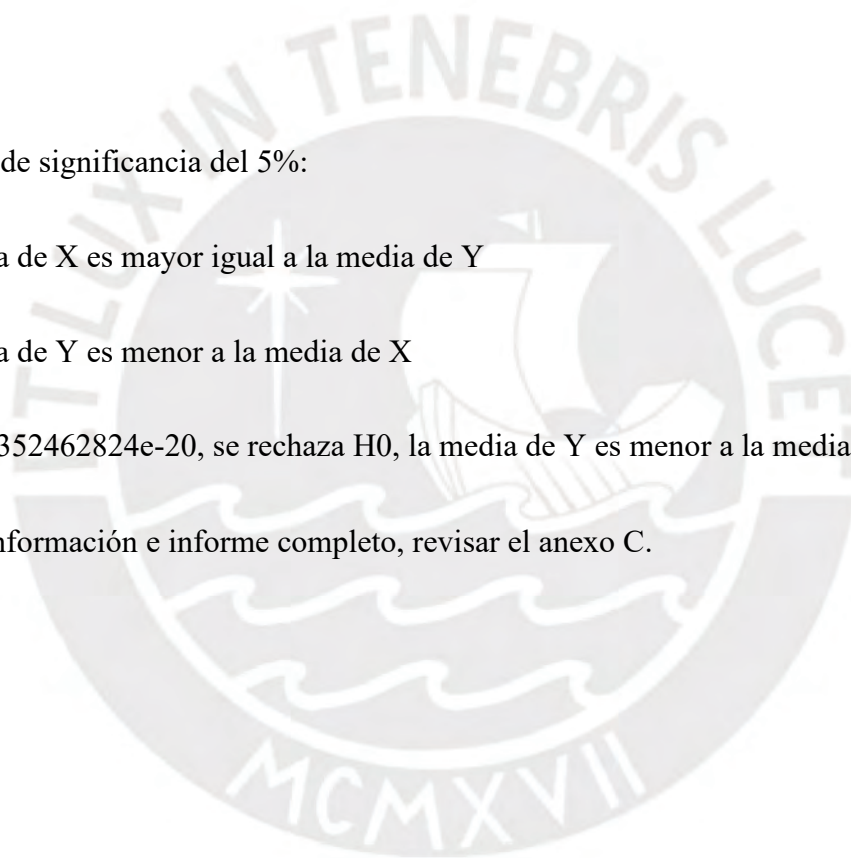 ET LUX IN TENEBRIS LUCET
de significancia del 5%:
a de X es mayor igual a la media de Y
a de Y es menor a la media de X
352462824e-20, se rechaza H0, la media de Y es menor a la media
nformación e informe completo, revisar el anexo C.
MCMXVII